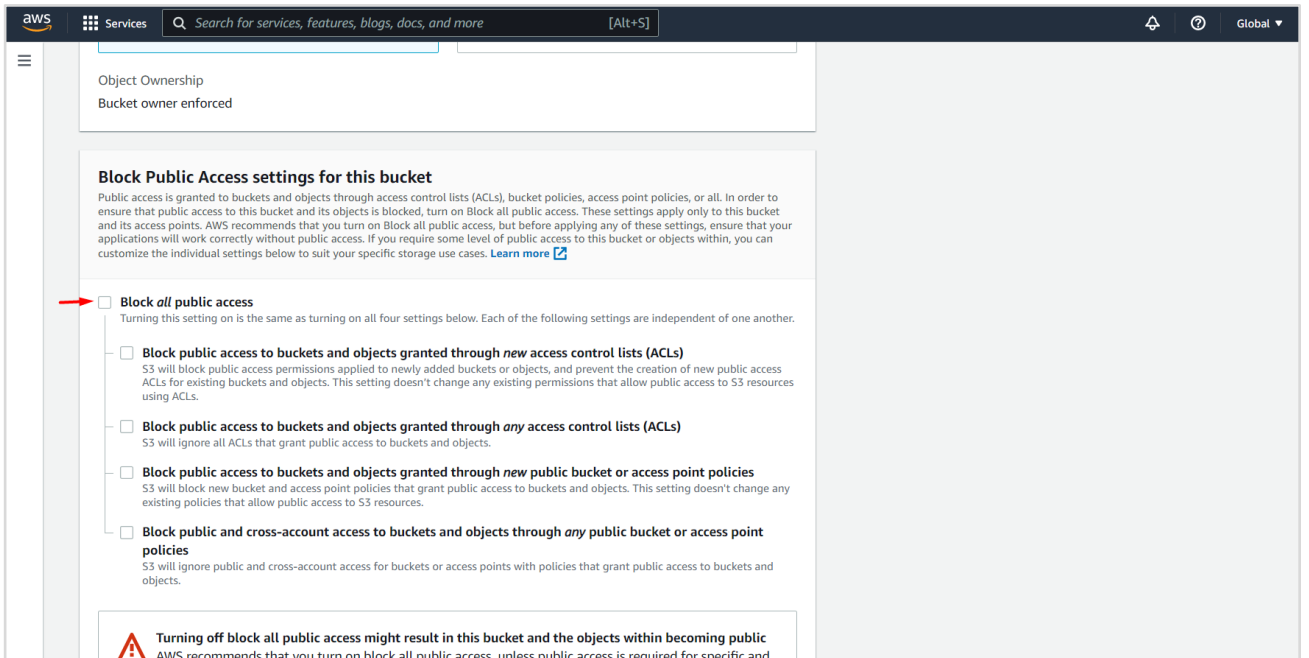 aws
Services
Search for services, features, blogs, docs, and more
[Alt+S]
Global ▼
Object Ownership
Bucket owner enforced
Block Public Access settings for this bucket
Public access is granted to buckets and objects through access control lists (ACLs), bucket policies, access point policies, or all. In order to
ensure that public access to this bucket and its objects is blocked, turn on Block all public access. These settings apply only to this bucket
and its access points. AWS recommends that you turn on Block all public access, but before applying any of these settings, ensure that your
applications will work correctly without public access. If you require some level of public access to this bucket or objects within, you can
customize the individual settings below to suit your specific storage use cases. Learn more
Block all public access
Turning this setting on is the same as turning on all four settings below. Each of the following settings are independent of one another.
Block public access to buckets and objects granted through new access control lists (ACLs)
S3 will block public access permissions applied to newly added buckets or objects, and prevent the creation of new public access
ACLs for existing buckets and objects. This setting doesn't change any existing permissions that allow public access to S3 resources
using ACLs.
Block public access to buckets and objects granted through any access control lists (ACLs)
S3 will ignore all ACLs that grant public access to buckets and objects.
Block public access to buckets and objects granted through new public bucket or access point policies
S3 will block new bucket and access point policies that grant public access to buckets and objects. This setting doesn't change any
existing policies that allow public access to S3 resources.
Block public and cross-account access to buckets and objects through any public bucket or access point
policies
S3 will ignore public and cross-account access for buckets or access points with policies that grant public access to buckets and
objects.
Turning off block all public access might result in this bucket and the objects within becoming public
AWS recommends that you turn on block all public access, unless public access is required for specific and